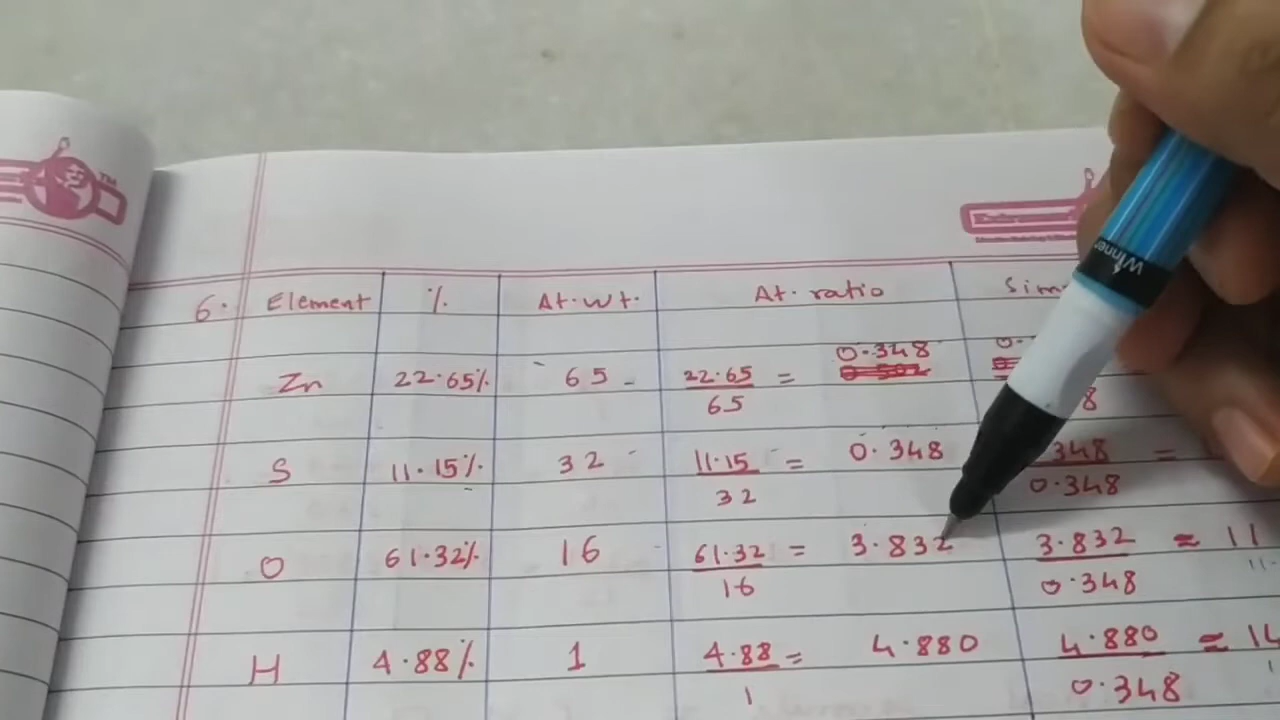 6. Element % At. wt. At. ratio Sim
Zn 22.65% 65 22.65/65 = 0.348
S 11.15% 32 11.15/32 = 0.348 0.348/0.348 =
O 61.32% 16 61.32/16 = 3.832 3.832/0.348 ≈ 11
H 4.88% 1 4.88/1 = 4.880 4.880/0.348 ≈ 14
Winner